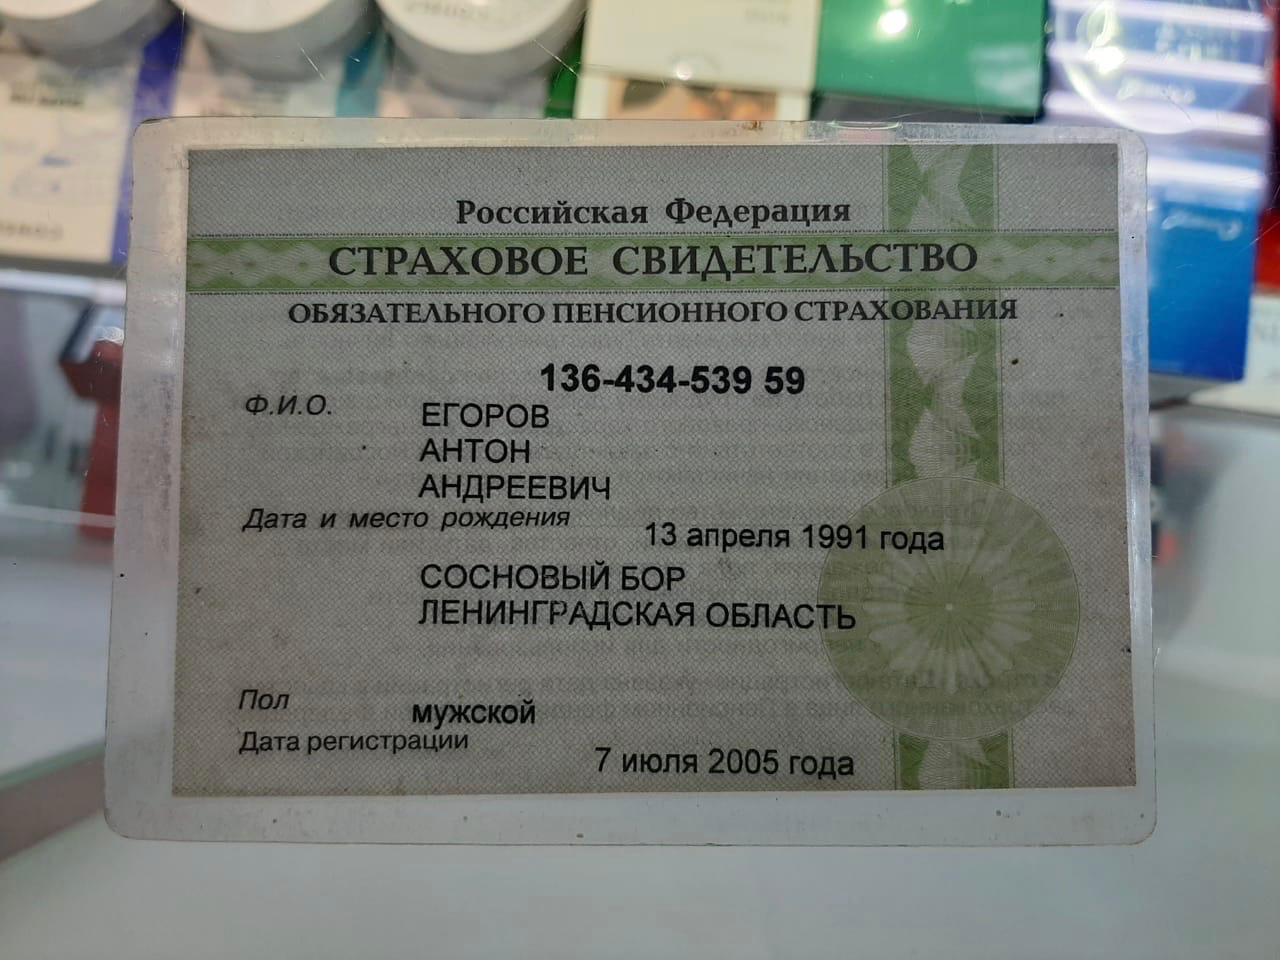 Российская Федерация
СТРАХОВОЕ СВИДЕТЕЛЬСТВО
ОБЯЗАТЕЛЬНОГО ПЕНСИОННОГО СТРАХОВАНИЯ
136-434-539 59
Ф.И.О.
ЕГОРОВ
АНТОН
АНДРЕЕВИЧ
Дата и место рождения
13 апреля 1991 года
СОСНОВЫЙ БОР
ЛЕНИНГРАДСКАЯ ОБЛАСТЬ
Пол
мужской
Дата регистрации
7 июля 2005 года